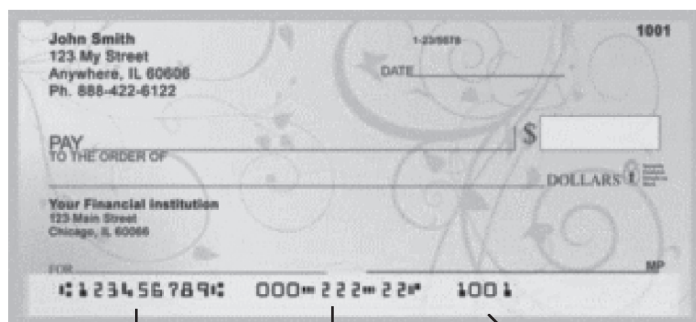 John Smith
123 My Street
Anywhere, IL 60606
Ph. 888-422-6122
1001
1-23/5678
DATE
PAY
TO THE ORDER OF
$
DOLLARS
Your Financial Institution
123 Main Street
Chicago, IL 60066
FOR
MP
⑆123456789⑆ 000⑉222⑉22⑈ 1001